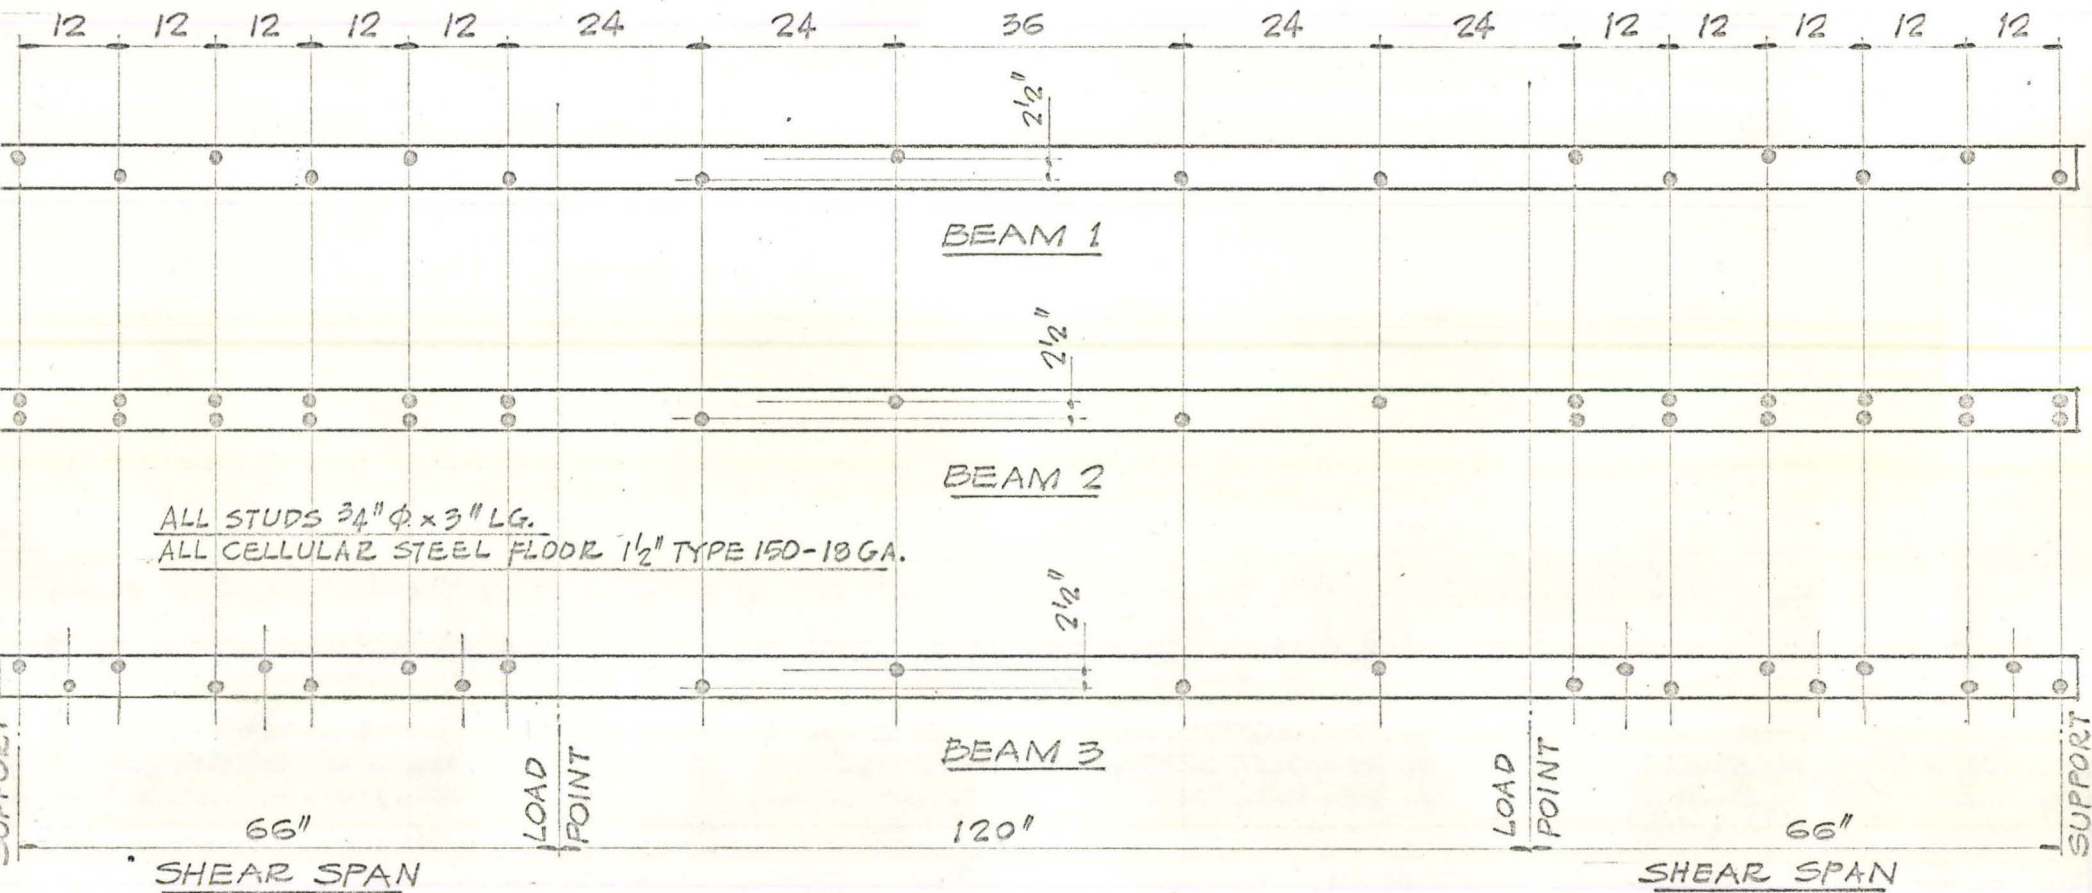 12 12 12 12 12 24 24 36 24 24 12 12 12 12 12
2½"
BEAM 1
2½"
BEAM 2
ALL STUDS ¾" Φ x 3" LG.
ALL CELLULAR STEEL FLOOR 1½" TYPE 150-18 GA.
2½"
BEAM 3
SUPPORT
LOAD
POINT
LOAD
POINT
SUPPORT
66" 120" 66"
SHEAR SPAN SHEAR SPAN